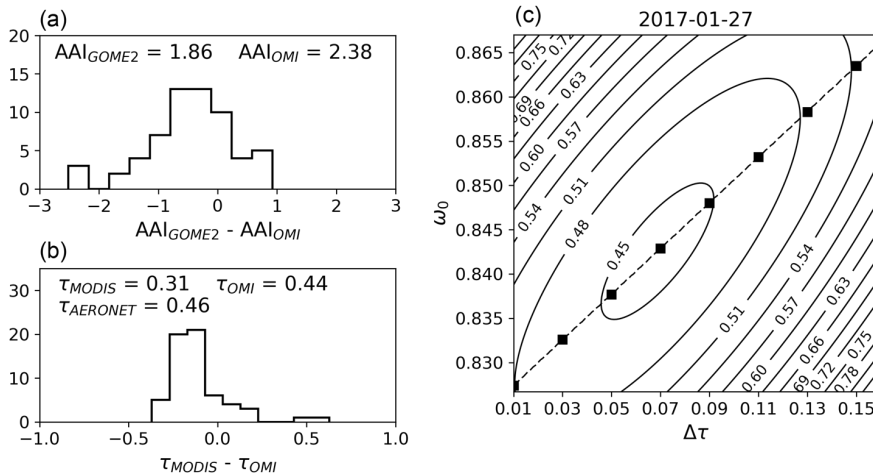 (a)
AAI_GOME2 = 1.86 AAI_OMI = 2.38
20
15
10
5
0
−3 −2 −1 0 1 2 3
AAI_GOME2 - AAI_OMI
(b)
τ_MODIS = 0.31 τ_OMI = 0.44
τ_AERONET = 0.46
30
20
10
0
−1.0 −0.5 0.0 0.5 1.0
τ_MODIS - τ_OMI
(c) 2017-01-27
0.865
0.860
0.855
0.850
0.845
0.840
0.835
0.830
ω0
0.75 0.72
0.69 0.66 0.63
0.60 0.57
0.54 0.51
0.48
0.45
0.54
0.51 0.57 0.63
0.66 0.75
0.60 0.69 0.72 0.78
0.01 0.03 0.05 0.07 0.09 0.11 0.13 0.15
Δτ